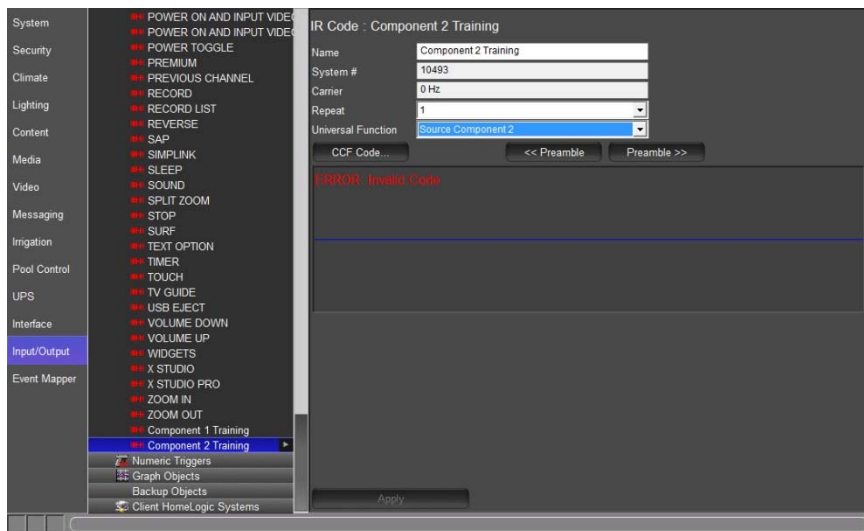 System
Security
Climate
Lighting
Content
Media
Video
Messaging
Irrigation
Pool Control
UPS
Interface
Input/Output
Event Mapper
POWER ON AND INPUT VIDE
POWER ON AND INPUT VIDE
POWER TOGGLE
PREMIUM
PREVIOUS CHANNEL
RECORD
RECORD LIST
REVERSE
SAP
SIMPLINK
SLEEP
SOUND
SPLIT ZOOM
STOP
SURF
TEXT OPTION
TIMER
TOUCH
TV GUIDE
USB EJECT
VOLUME DOWN
VOLUME UP
WIDGETS
X STUDIO
X STUDIO PRO
ZOOM IN
ZOOM OUT
Component 1 Training
Component 2 Training
Numeric Triggers
Graph Objects
Backup Objects
Client HomeLogic Systems
IR Code : Component 2 Training
Name Component 2 Training
System # 10493
Carrier 0 Hz
Repeat 1
Universal Function Source Component 2
CCF Code... << Preamble Preamble >>
ERROR: Invalid Code
Apply